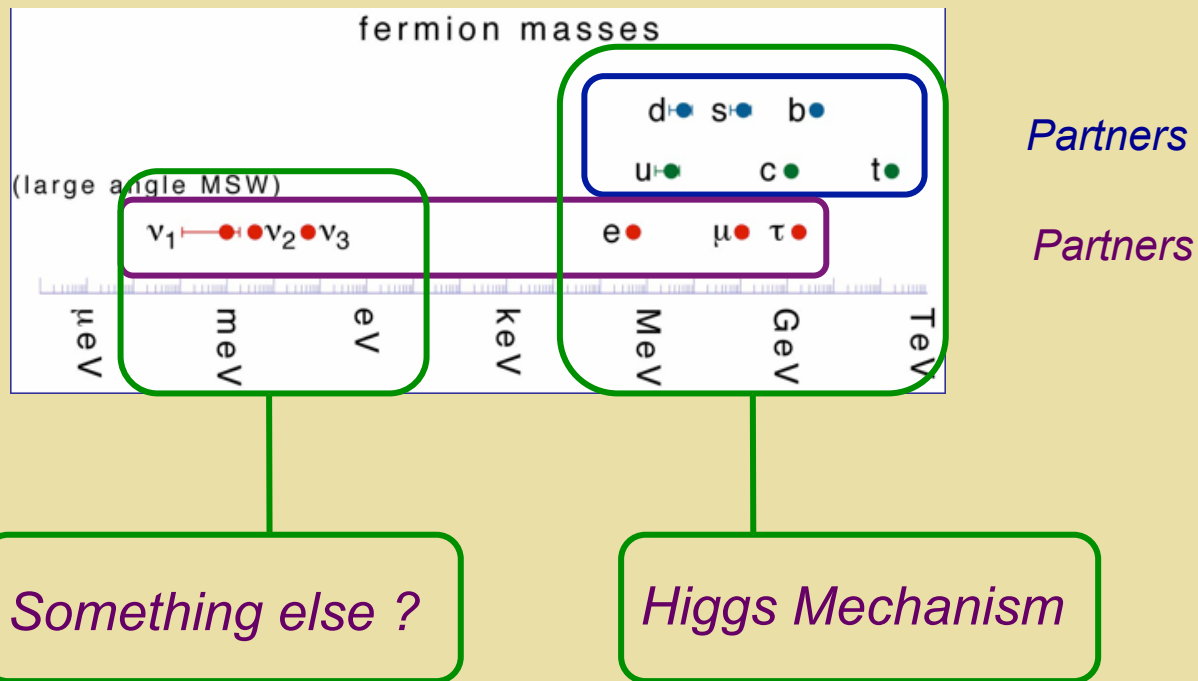 fermion masses
d s b
Partners
u c t
(large angle MSW)
ν1 ν2 ν3 e μ τ
Partners
μeV meV eV keV MeV GeV TeV
Something else ?
Higgs Mechanism